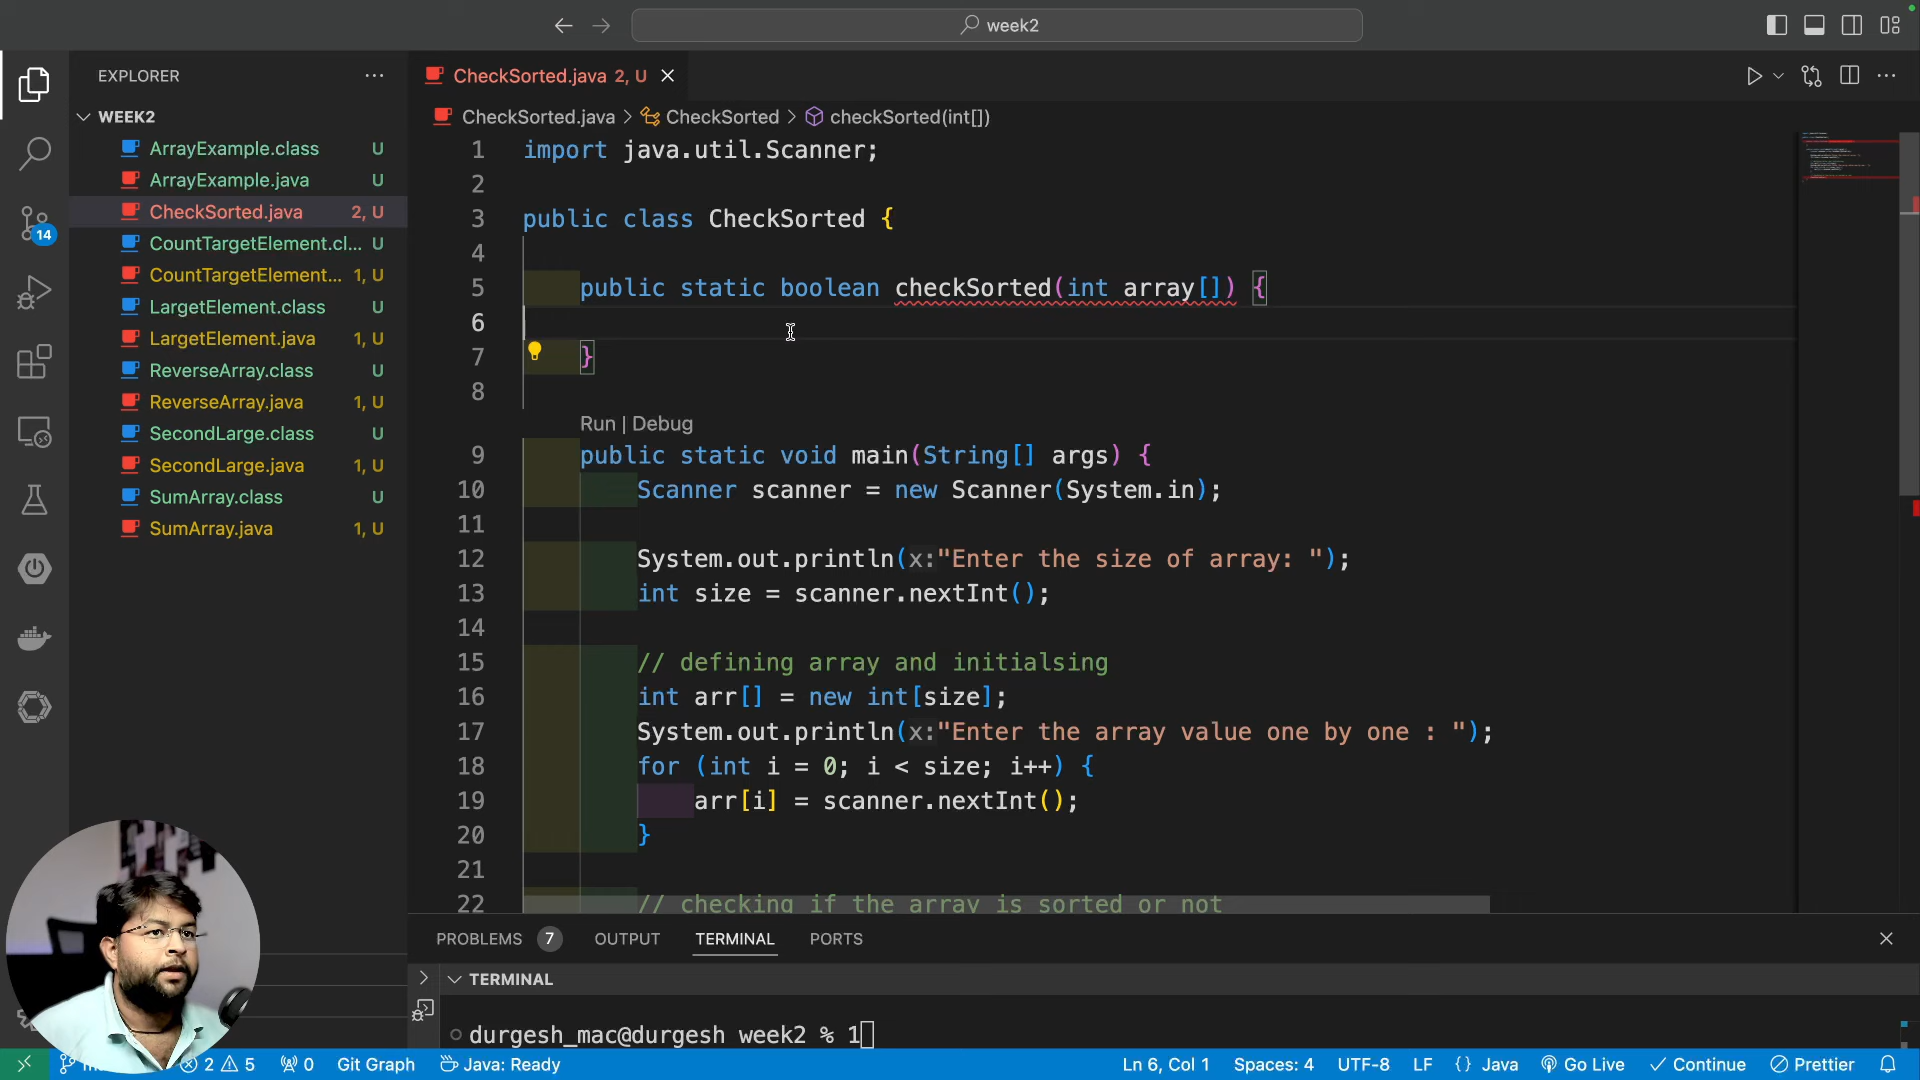 week2
EXPLORER
WEEK2
ArrayExample.class U
ArrayExample.java U
CheckSorted.java 2, U
CountTargetElement.cl... U
CountTargetElement... 1, U
LargetElement.class U
LargetElement.java 1, U
ReverseArray.class U
ReverseArray.java 1, U
SecondLarge.class U
SecondLarge.java 1, U
SumArray.class U
SumArray.java 1, U
14
CheckSorted.java 2, U
CheckSorted.java > CheckSorted > checkSorted(int[])
1 import java.util.Scanner;
2
3 public class CheckSorted {
4
5 public static boolean checkSorted(int array[]) {
6
7 }
8
Run | Debug
9 public static void main(String[] args) {
10 Scanner scanner = new Scanner(System.in);
11
12 System.out.println(x:"Enter the size of array: ");
13 int size = scanner.nextInt();
14
15 // defining array and initialsing
16 int arr[] = new int[size];
17 System.out.println(x:"Enter the array value one by one : ");
18 for (int i = 0; i < size; i++) {
19 arr[i] = scanner.nextInt();
20 }
21
22 // checking if the array is sorted or not
PROBLEMS 7 OUTPUT TERMINAL PORTS
TERMINAL
durgesh_mac@durgesh week2 % 1
2 5 0 Git Graph Java: Ready Ln 6, Col 1 Spaces: 4 UTF-8 LF {} Java Go Live Continue Prettier